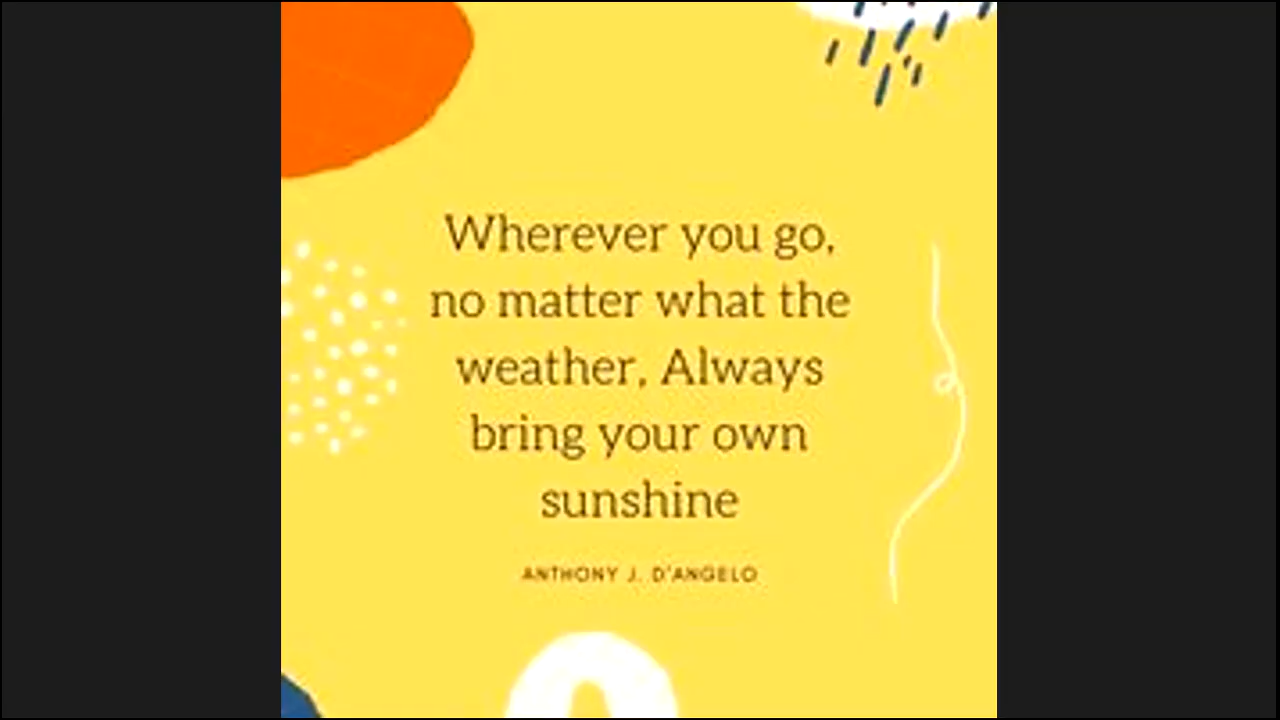 Wherever you go,
no matter what the
weather, Always
bring your own
sunshine
ANTHONY J. D'ANGELO